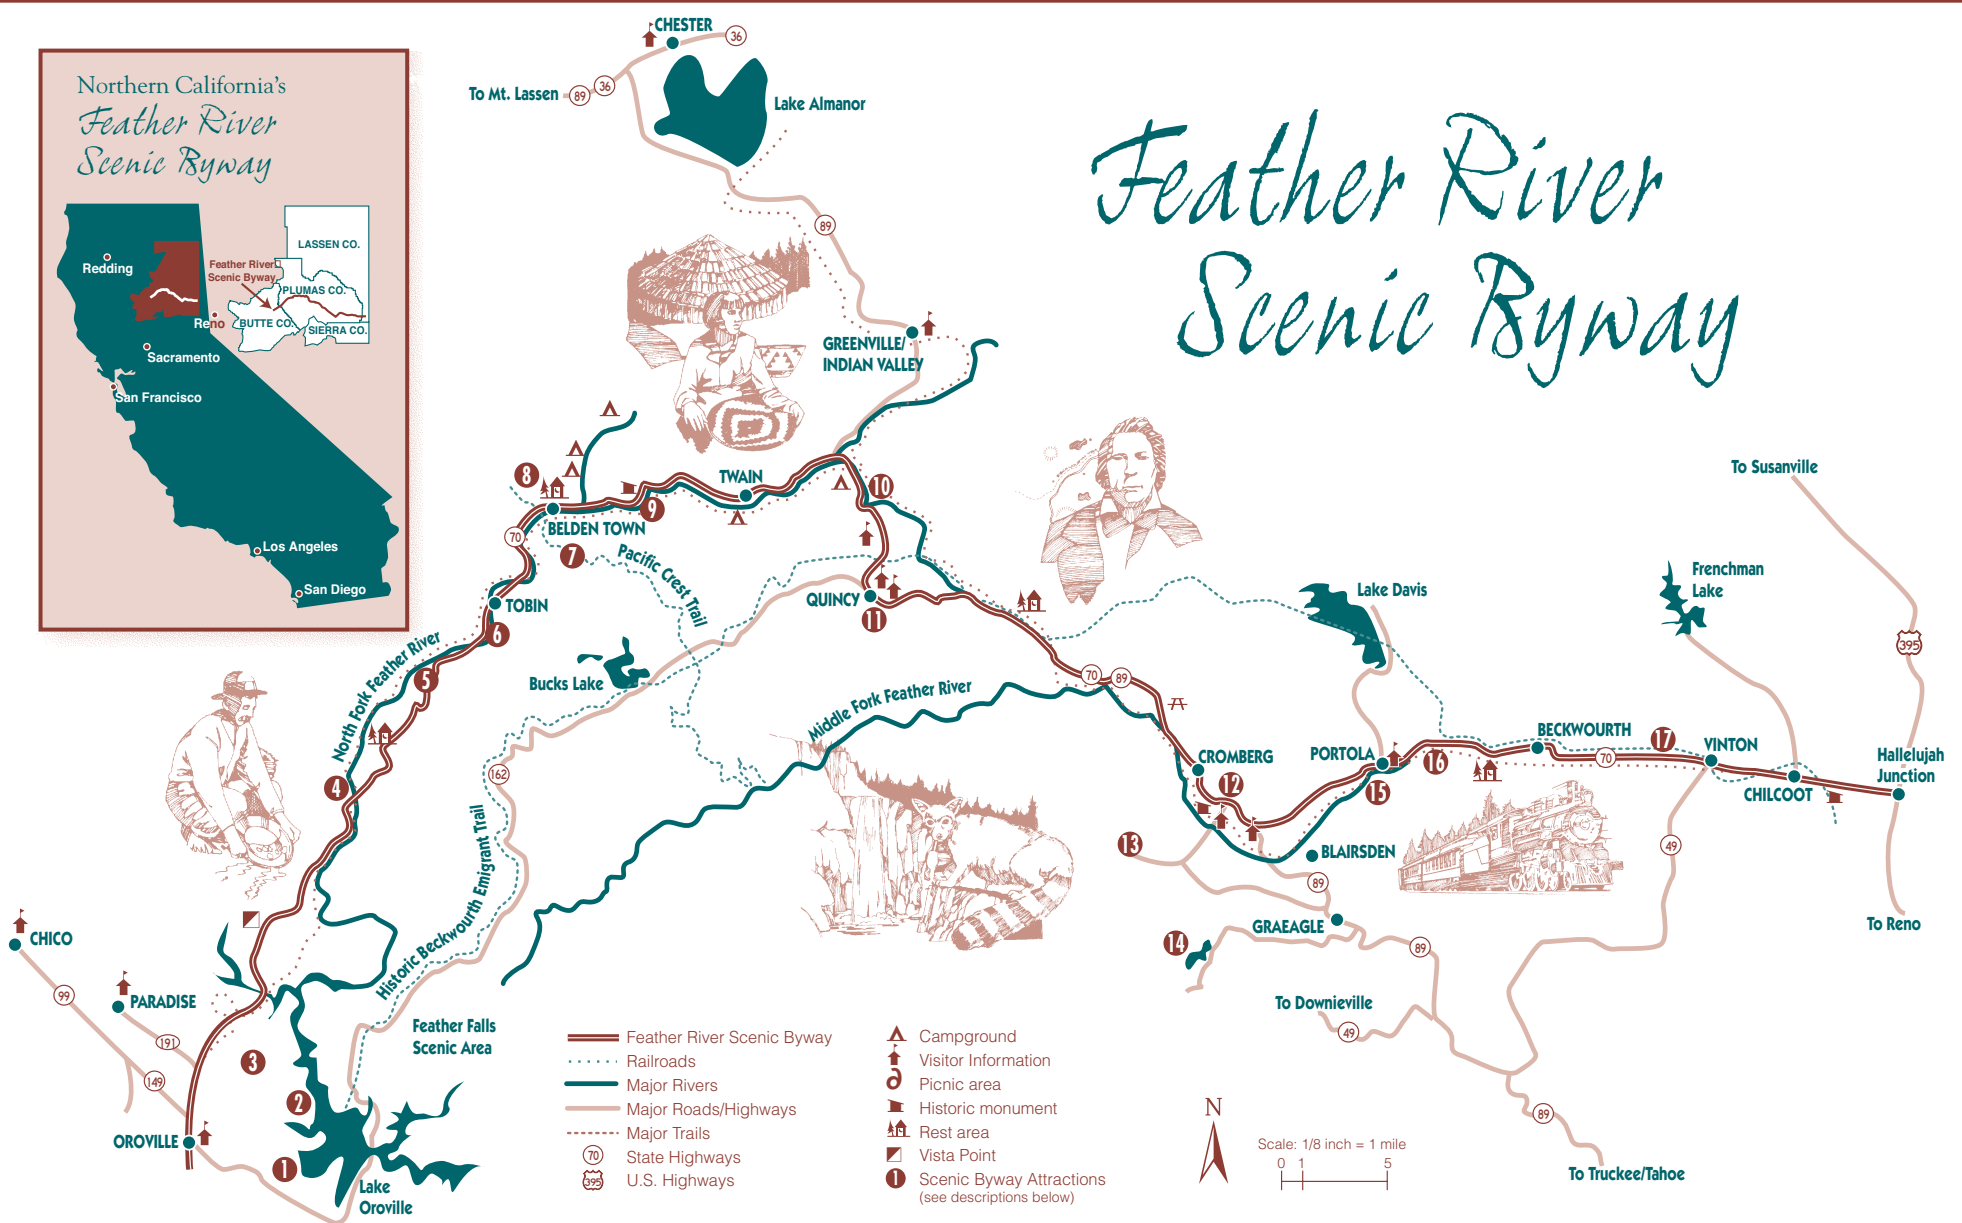 Northern California's
Feather River
Scenic Byway
Redding
Reno
Sacramento
San Francisco
Los Angeles
San Diego
Feather River
Scenic Byway
LASSEN CO.
PLUMAS CO.
BUTTE CO.
SIERRA CO.
Feather River
Scenic Byway
CHESTER
36
To Mt. Lassen
89
36
Lake Almanor
89
GREENVILLE/
INDIAN VALLEY
TWAIN
8
9
10
BELDEN TOWN
70
7
Pacific Crest Trail
QUINCY
11
TOBIN
6
North Fork Feather River
5
4
Bucks Lake
Middle Fork Feather River
162
Historic Beckwourth Emigrant Trail
70
89
CROMBERG
12
13
14
BLAIRSDEN
89
GRAEAGLE
89
Lake Davis
PORTOLA
15
16
BECKWOURTH
17
70
VINTON
CHILCOOT
Frenchman
Lake
To Susanville
395
Hallelujah
Junction
To Reno
49
To Downieville
49
89
To Truckee/Tahoe
CHICO
99
PARADISE
191
149
OROVILLE
3
2
1
Lake
Oroville
Feather Falls
Scenic Area
Feather River Scenic Byway
Railroads
Major Rivers
Major Roads/Highways
Major Trails
70
State Highways
395
U.S. Highways
Campground
Visitor Information
Picnic area
Historic monument
Rest area
Vista Point
1
Scenic Byway Attractions
(see descriptions below)
N
Scale: 1/8 inch = 1 mile
0 1 5